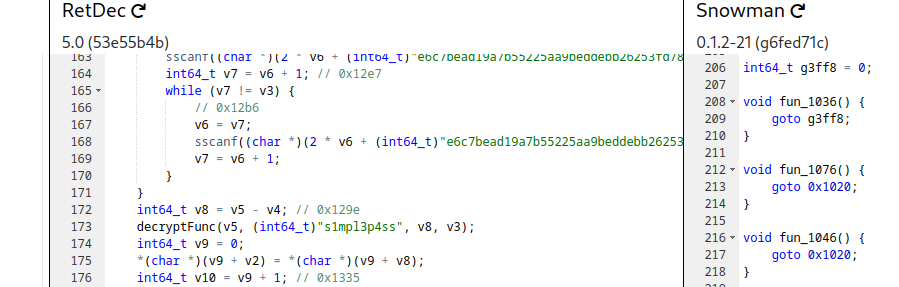 RetDec
5.0 (53e55b4b)
163 sscanf((char *)(2 * v6 + (int64_t)"e6c7bead19a7b55225aa9beddebb26253fd78
164 int64_t v7 = v6 + 1; // 0x12e7
165 while (v7 != v3) {
166 // 0x12b6
167 v6 = v7;
168 sscanf((char *)(2 * v6 + (int64_t)"e6c7bead19a7b55225aa9beddebb26253
169 v7 = v6 + 1;
170 }
171 }
172 int64_t v8 = v5 - v4; // 0x129e
173 decryptFunc(v5, (int64_t)"s1mpl3p4ss", v8, v3);
174 int64_t v9 = 0;
175 *(char *)(v9 + v2) = *(char *)(v9 + v8);
176 int64_t v10 = v9 + 1; // 0x1335
Snowman
0.1.2-21 (g6fed71c)
206 int64_t g3ff8 = 0;
207
208 void fun_1036() {
209 goto g3ff8;
210 }
211
212 void fun_1076() {
213 goto 0x1020;
214 }
215
216 void fun_1046() {
217 goto 0x1020;
218 }